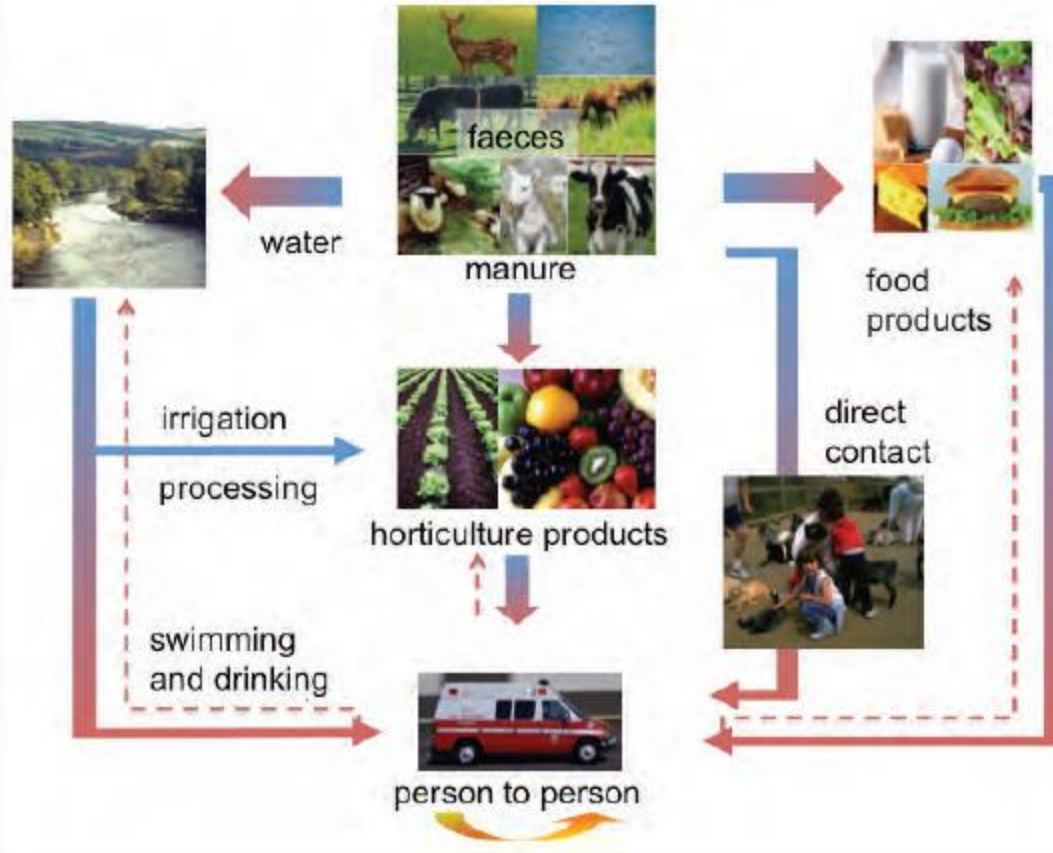 faeces
water
manure
food
products
irrigation
direct
contact
processing
horticulture products
swimming
and drinking
person to person